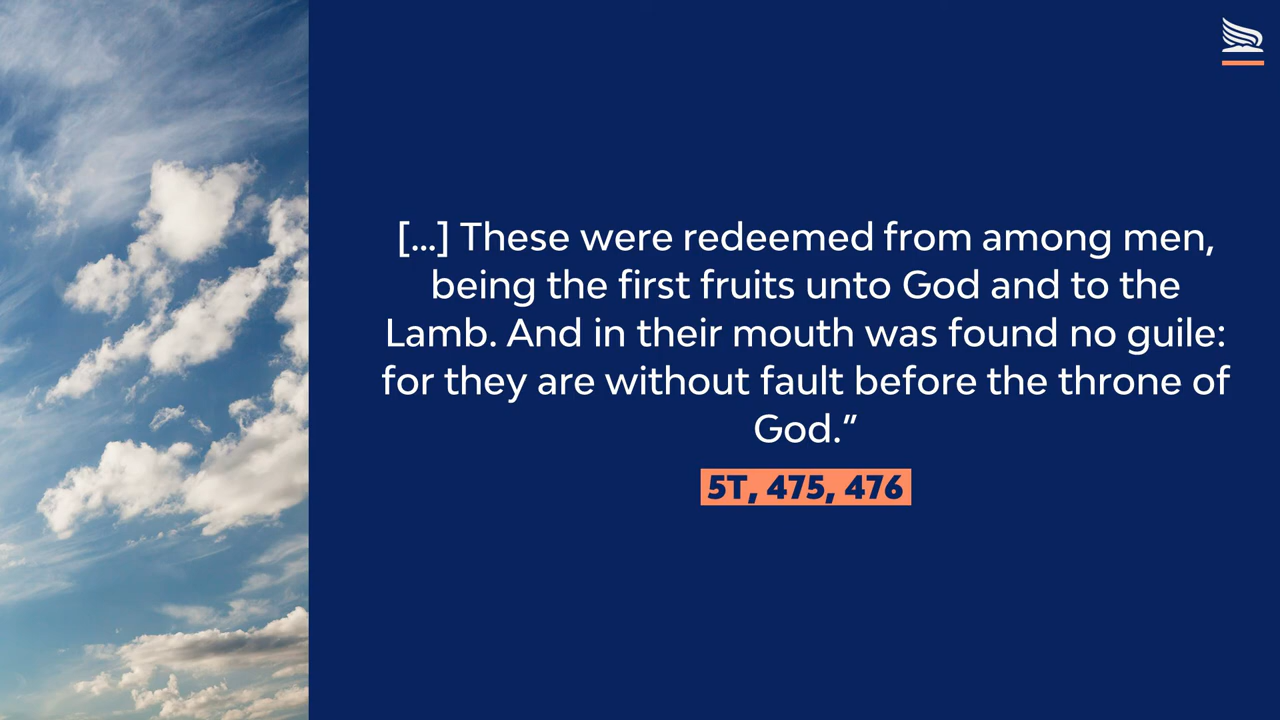 [...] These were redeemed from among men,
being the first fruits unto God and to the
Lamb. And in their mouth was found no guile:
for they are without fault before the throne of
God.”
5T, 475, 476